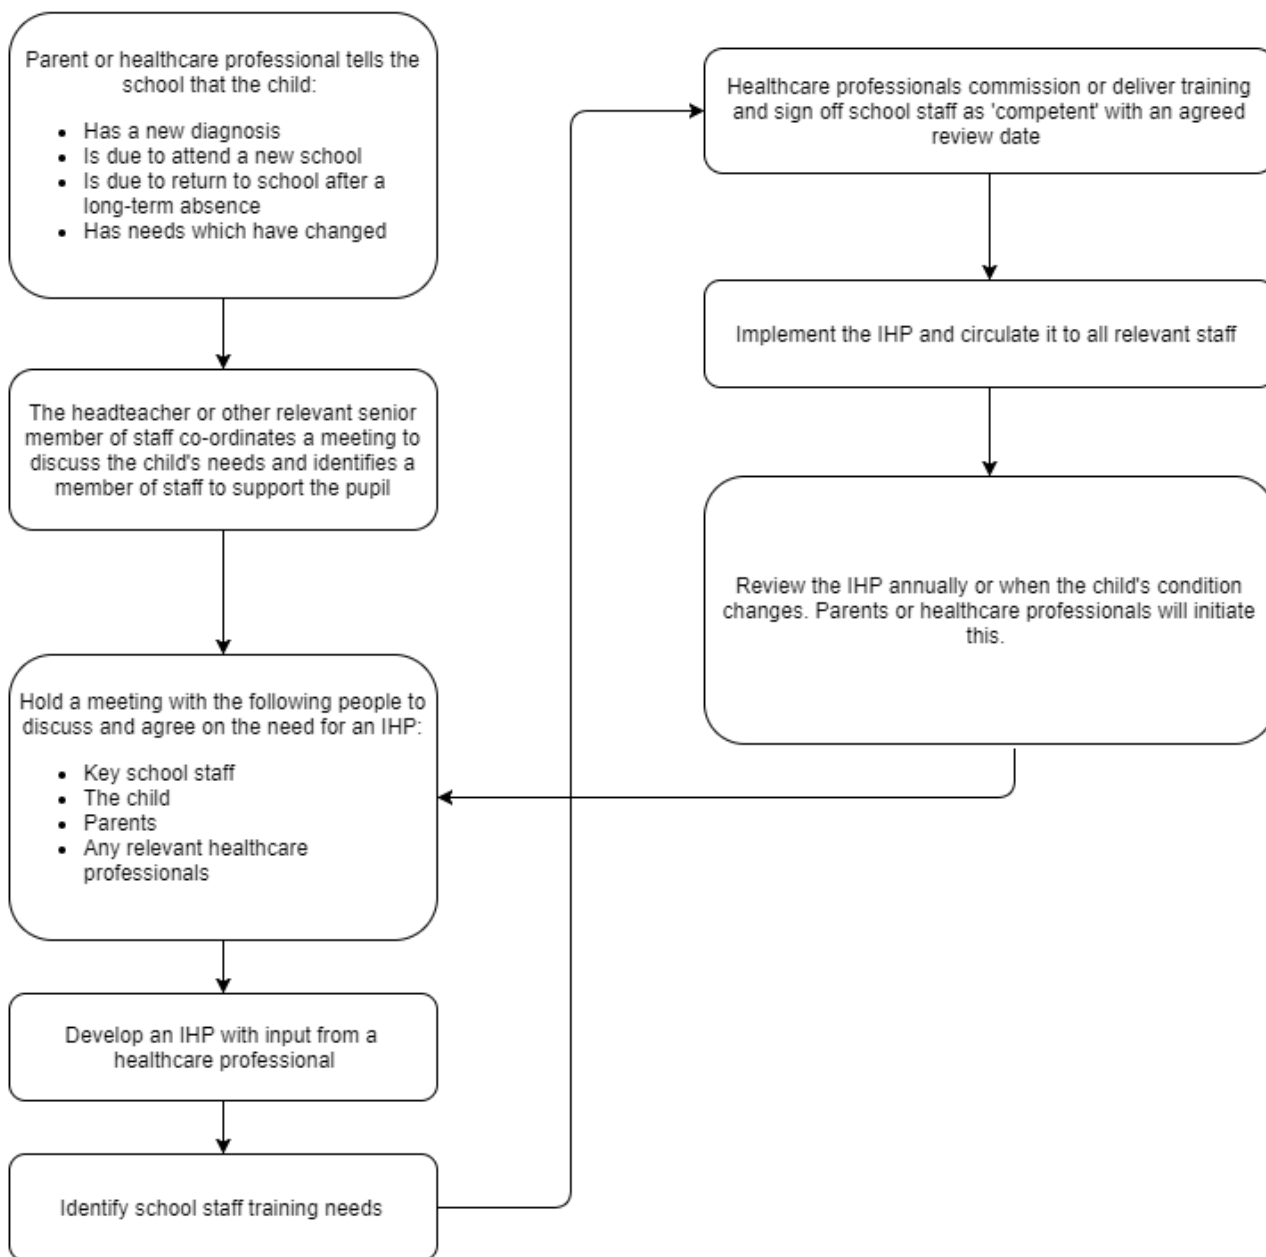 Parent or healthcare professional tells the
school that the child:
• Has a new diagnosis
• Is due to attend a new school
• Is due to return to school after a
long-term absence
• Has needs which have changed
The headteacher or other relevant senior
member of staff co-ordinates a meeting to
discuss the child's needs and identifies a
member of staff to support the pupil
Hold a meeting with the following people to
discuss and agree on the need for an IHP:
• Key school staff
• The child
• Parents
• Any relevant healthcare
professionals
Develop an IHP with input from a
healthcare professional
Identify school staff training needs
Healthcare professionals commission or deliver training
and sign off school staff as 'competent' with an agreed
review date
Implement the IHP and circulate it to all relevant staff
Review the IHP annually or when the child's condition
changes. Parents or healthcare professionals will initiate
this.